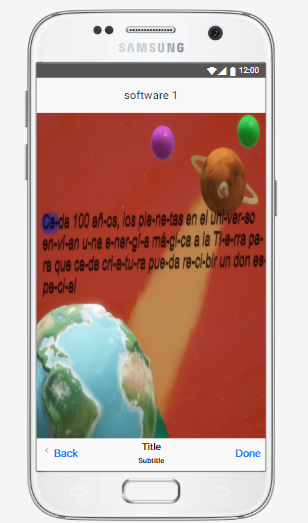 SAMSUNG
12:00
software 1
Ca-da 100 añ-os, los pla-ne-tas en el uni-ver-so
en-ví-an u-na e-ner-gí-a má-gi-ca a la Ti-e-rra pa-
ra que ca-da cri-a-tu-ra pue-da re-ci-bir un don es-
pe-ci-al
Back Title Done
Subtitle